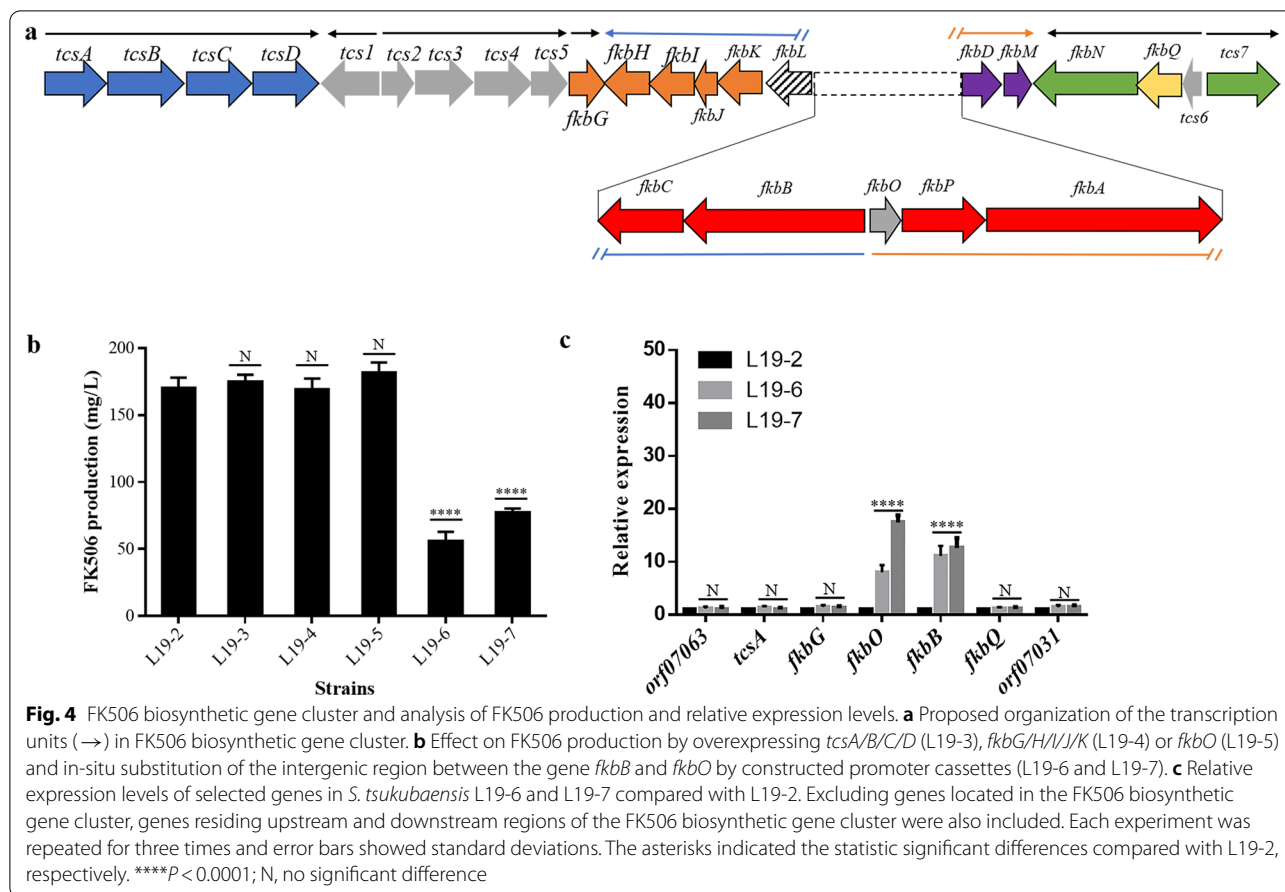 a
tcsA tcsB tcsC tcsD tcs1 tcs2 tcs3 tcs4 tcs5 fkbG fkbH fkbI fkbJ fkbK fkbL fkbD fkbM fkbN fkbQ tcs6 tcs7
fkbC fkbB fkbO fkbP fkbA
b
FK506 production (mg/L)
200
150
100
50
0
N N N **** ****
L19-2 L19-3 L19-4 L19-5 L19-6 L19-7
Strains
c
Relative expression
50
40
30
20
10
0
L19-2
L19-6
L19-7
N N N **** **** N N
orf07063 tcsA fkbG fkbO fkbB fkbQ orf07031
Fig. 4 FK506 biosynthetic gene cluster and analysis of FK506 production and relative expression levels. a Proposed organization of the transcription
units (→) in FK506 biosynthetic gene cluster. b Effect on FK506 production by overexpressing tcsA/B/C/D (L19-3), fkbG/H/I/J/K (L19-4) or fkbO (L19-5)
and in-situ substitution of the intergenic region between the gene fkbB and fkbO by constructed promoter cassettes (L19-6 and L19-7). c Relative
expression levels of selected genes in S. tsukubaensis L19-6 and L19-7 compared with L19-2. Excluding genes located in the FK506 biosynthetic
gene cluster, genes residing upstream and downstream regions of the FK506 biosynthetic gene cluster were also included. Each experiment was
repeated for three times and error bars showed standard deviations. The asterisks indicated the statistic significant differences compared with L19-2,
respectively. ****P < 0.0001; N, no significant difference